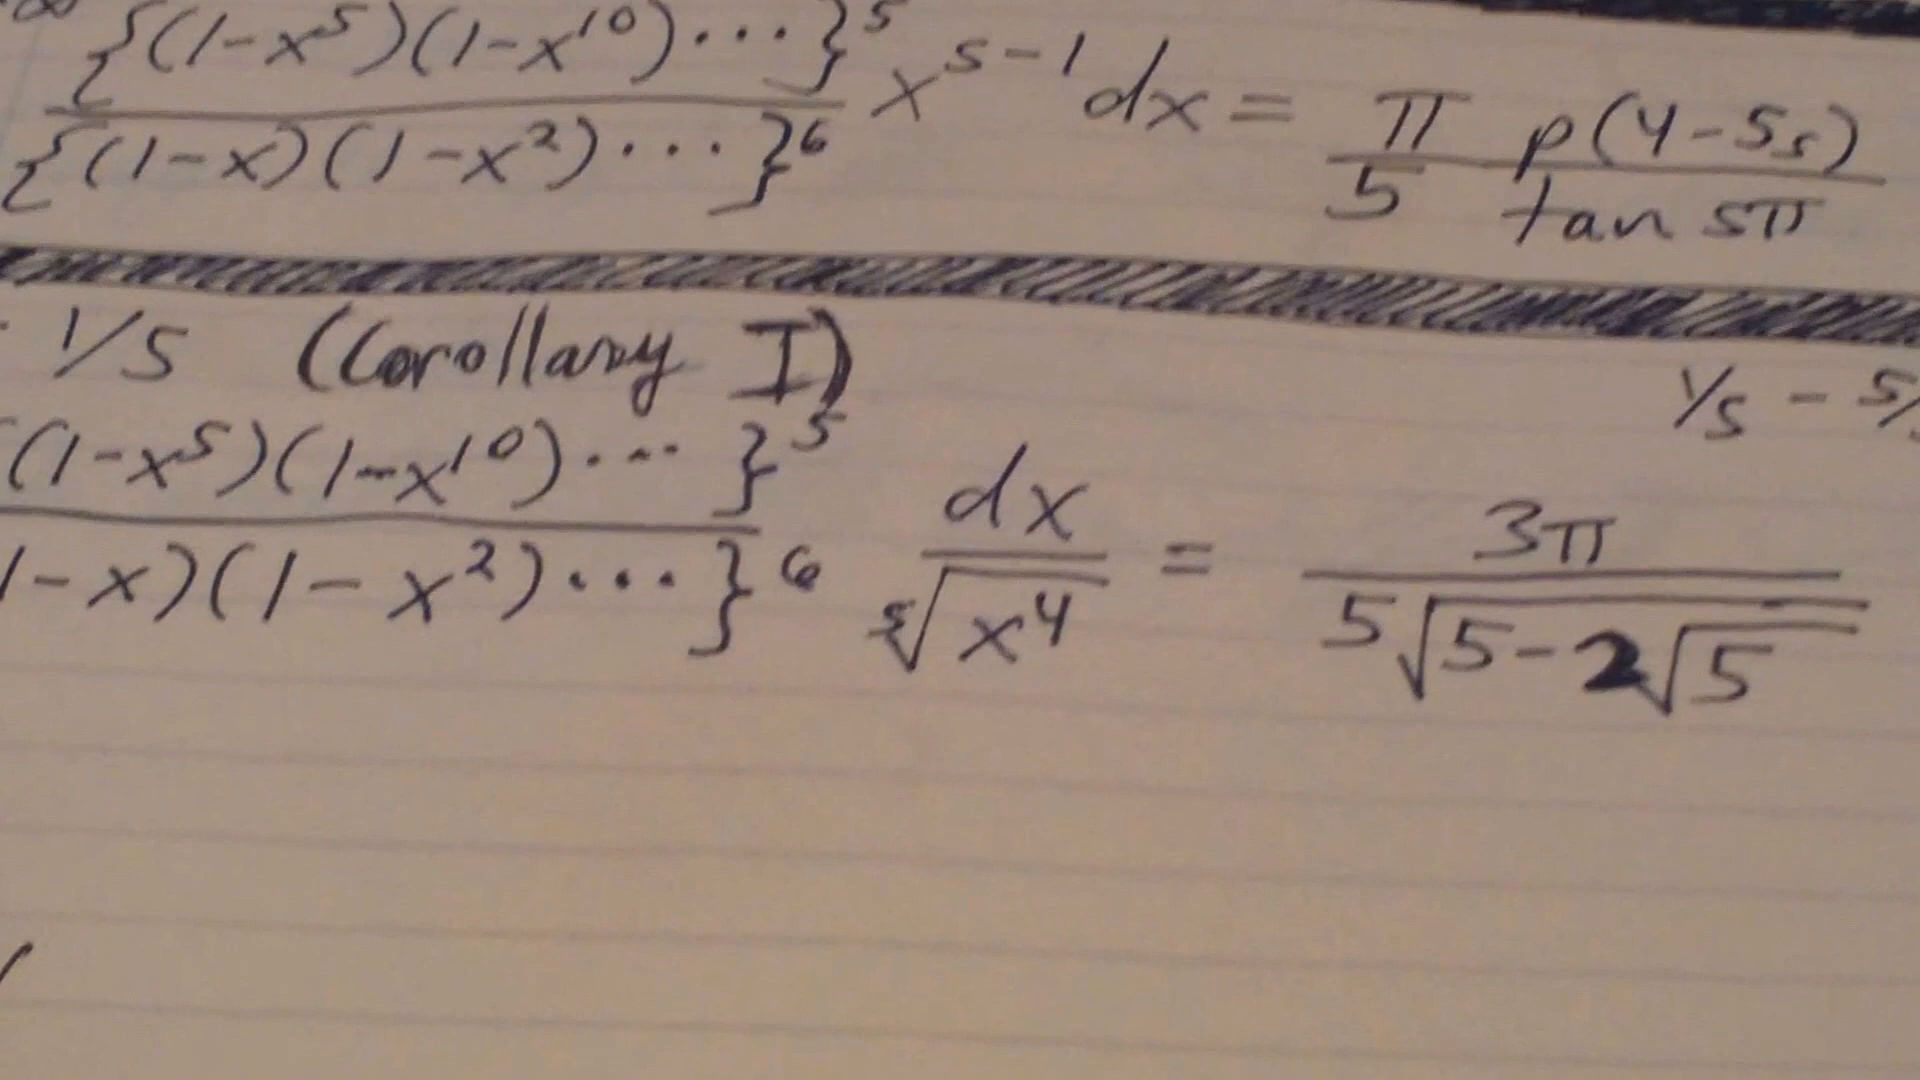 ∞ {(1-x⁵)(1-x¹⁰)···}⁵ / {(1-x)(1-x²)···}⁶ x^(s-1) dx = π/5 p(4-5s)/tan sπ
1/5 (Corollary I)
1/5 - 5/
(1-x⁵)(1-x¹⁰)···}⁵ / 1-x)(1-x²)···}⁶ dx/⁵√x⁴ = 3π / 5√(5-2√5)